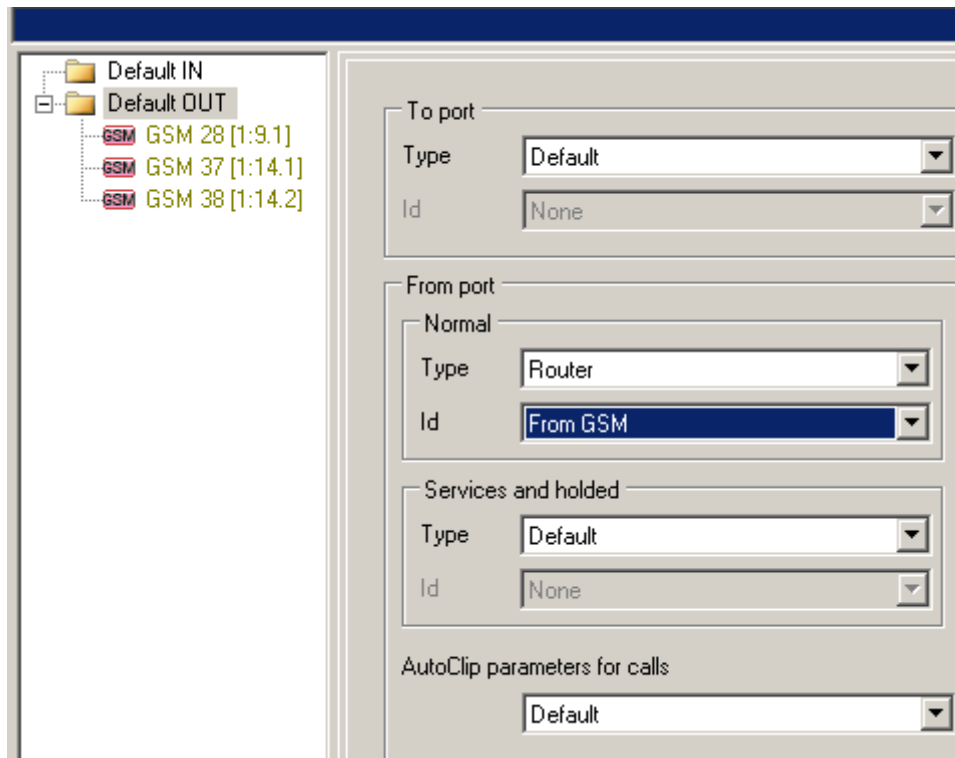 Default IN
Default OUT
GSM GSM 28 [1:9.1]
GSM GSM 37 [1:14.1]
GSM GSM 38 [1:14.2]
To port
Type Default
Id None
From port
Normal
Type Router
Id From GSM
Services and holded
Type Default
Id None
AutoClip parameters for calls
Default